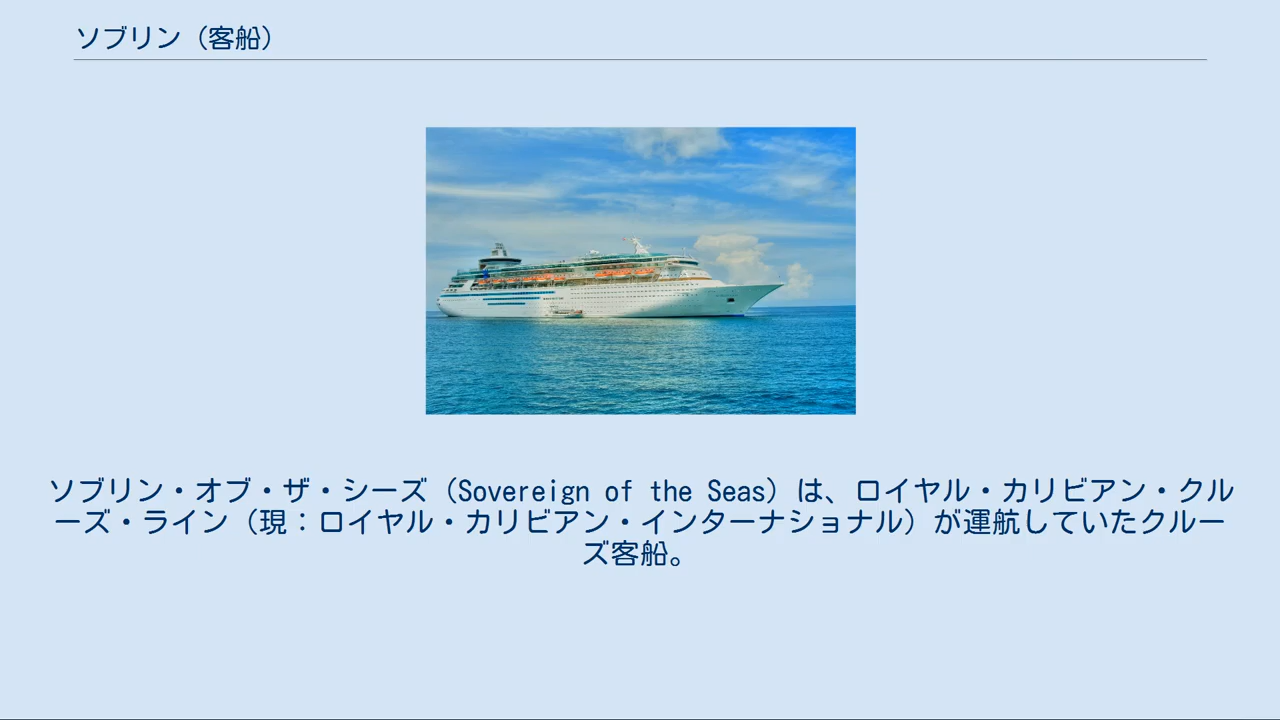 ソブリン（客船）
ソブリン・オブ・ザ・シーズ（Sovereign of the Seas）は、ロイヤル・カリビアン・クル
ーズ・ライン（現：ロイヤル・カリビアン・インターナショナル）が運航していたクルー
ズ客船。